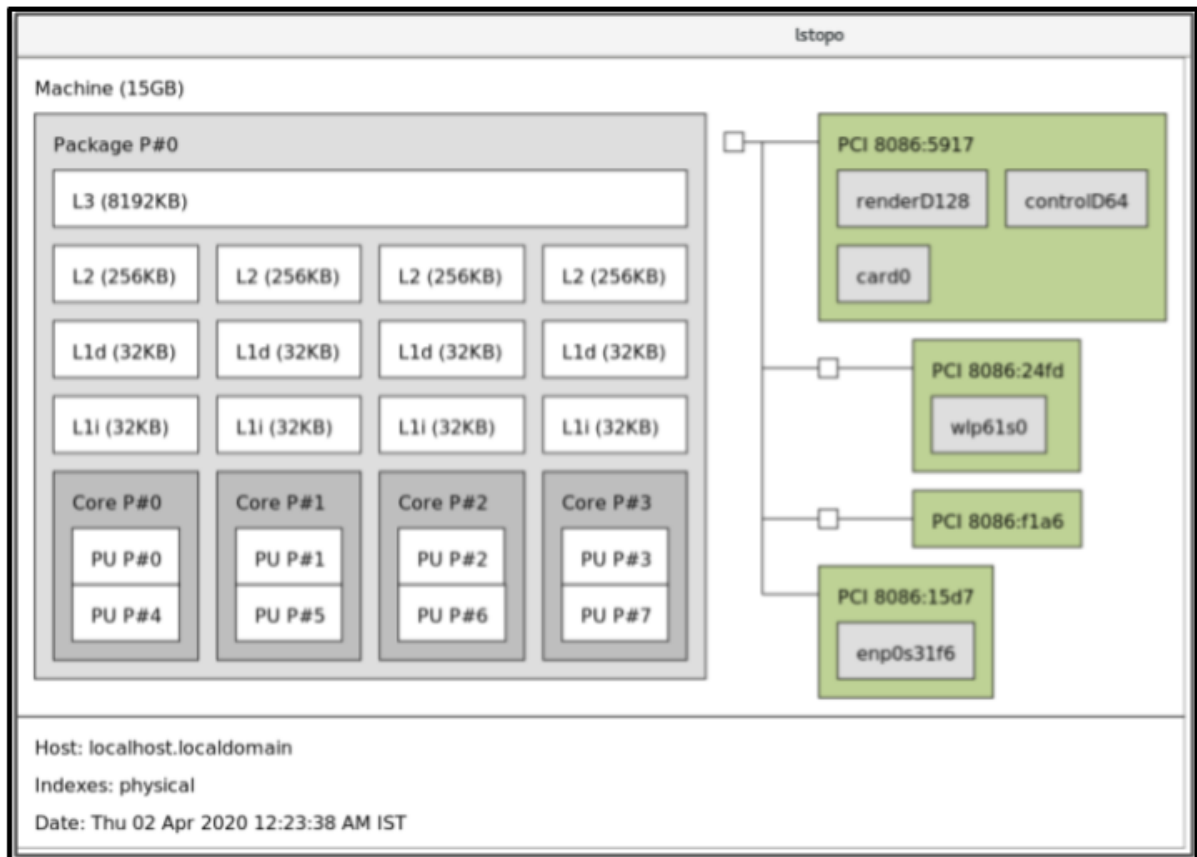 lstopo
Machine (15GB)
Package P#0
L3 (8192KB)
L2 (256KB) L2 (256KB) L2 (256KB) L2 (256KB)
L1d (32KB) L1d (32KB) L1d (32KB) L1d (32KB)
L1i (32KB) L1i (32KB) L1i (32KB) L1i (32KB)
Core P#0 Core P#1 Core P#2 Core P#3
PU P#0 PU P#1 PU P#2 PU P#3
PU P#4 PU P#5 PU P#6 PU P#7
PCI 8086:5917
renderD128 controlD64
card0
PCI 8086:24fd
wlp61s0
PCI 8086:f1a6
PCI 8086:15d7
enp0s31f6
Host: localhost.localdomain
Indexes: physical
Date: Thu 02 Apr 2020 12:23:38 AM IST